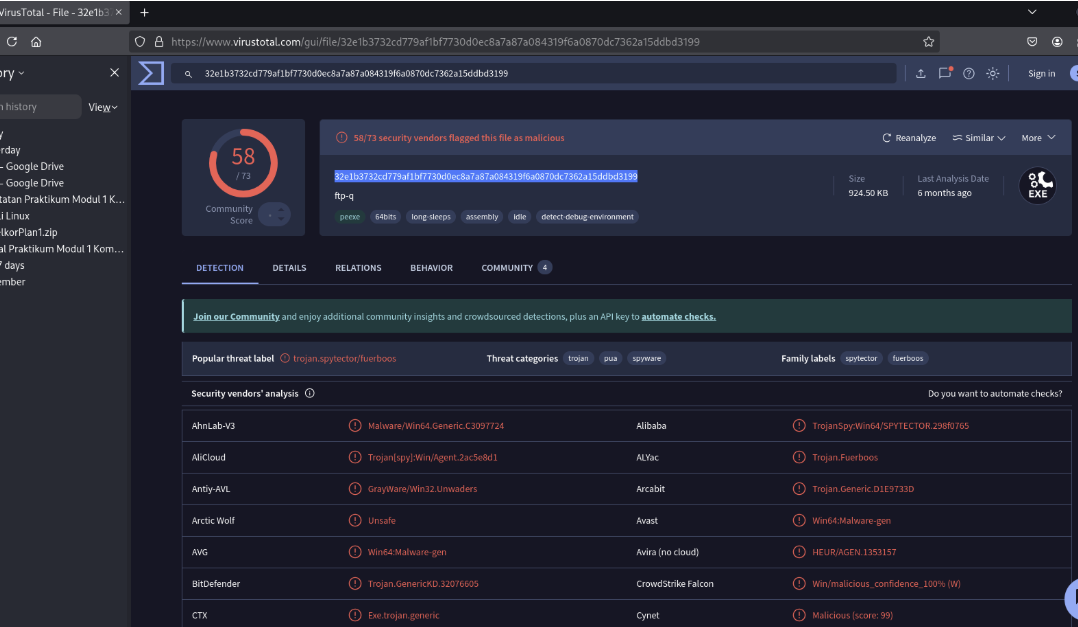 VirusTotal - File - 32e1b3
https://www.virustotal.com/gui/file/32e1b3732cd779af1bf7730d0ec8a7a87a084319f6a0870dc7362a15ddbd3199
ory
n history
View
y
erday
– Google Drive
– Google Drive
tatan Praktikum Modul 1 K...
li Linux
lkorPlan1.zip
al Praktikum Modul 1 Kom...
7 days
ember
32e1b3732cd779af1bf7730d0ec8a7a87a084319f6a0870dc7362a15ddbd3199
Sign in
58
/ 73
Community
Score
58/73 security vendors flagged this file as malicious
Reanalyze
Similar
More
32e1b3732cd779af1bf7730d0ec8a7a87a084319f6a0870dc7362a15ddbd3199
ftp-q
peexe 64bits long-sleeps assembly idle detect-debug-environment
Size
924.50 KB
Last Analysis Date
6 months ago
EXE
DETECTION DETAILS RELATIONS BEHAVIOR COMMUNITY 4
Join our Community and enjoy additional community insights and crowdsourced detections, plus an API key to automate checks.
Popular threat label trojan.spytector/fuerboos Threat categories trojan pua spyware Family labels spytector fuerboos
Security vendors' analysis Do you want to automate checks?
AhnLab-V3 Malware/Win64.Generic.C3097724 Alibaba TrojanSpy:Win64/SPYTECTOR.298f0765
AliCloud Trojan[spy]:Win/Agent.2ac5e8d1 ALYac Trojan.Fuerboos
Antiy-AVL GrayWare/Win32.Unwaders Arcabit Trojan.Generic.D1E9733D
Arctic Wolf Unsafe Avast Win64:Malware-gen
AVG Win64:Malware-gen Avira (no cloud) HEUR/AGEN.1353157
BitDefender Trojan.GenericKD.32076605 CrowdStrike Falcon Win/malicious_confidence_100% (W)
CTX Exe.trojan.generic Cynet Malicious (score: 99)